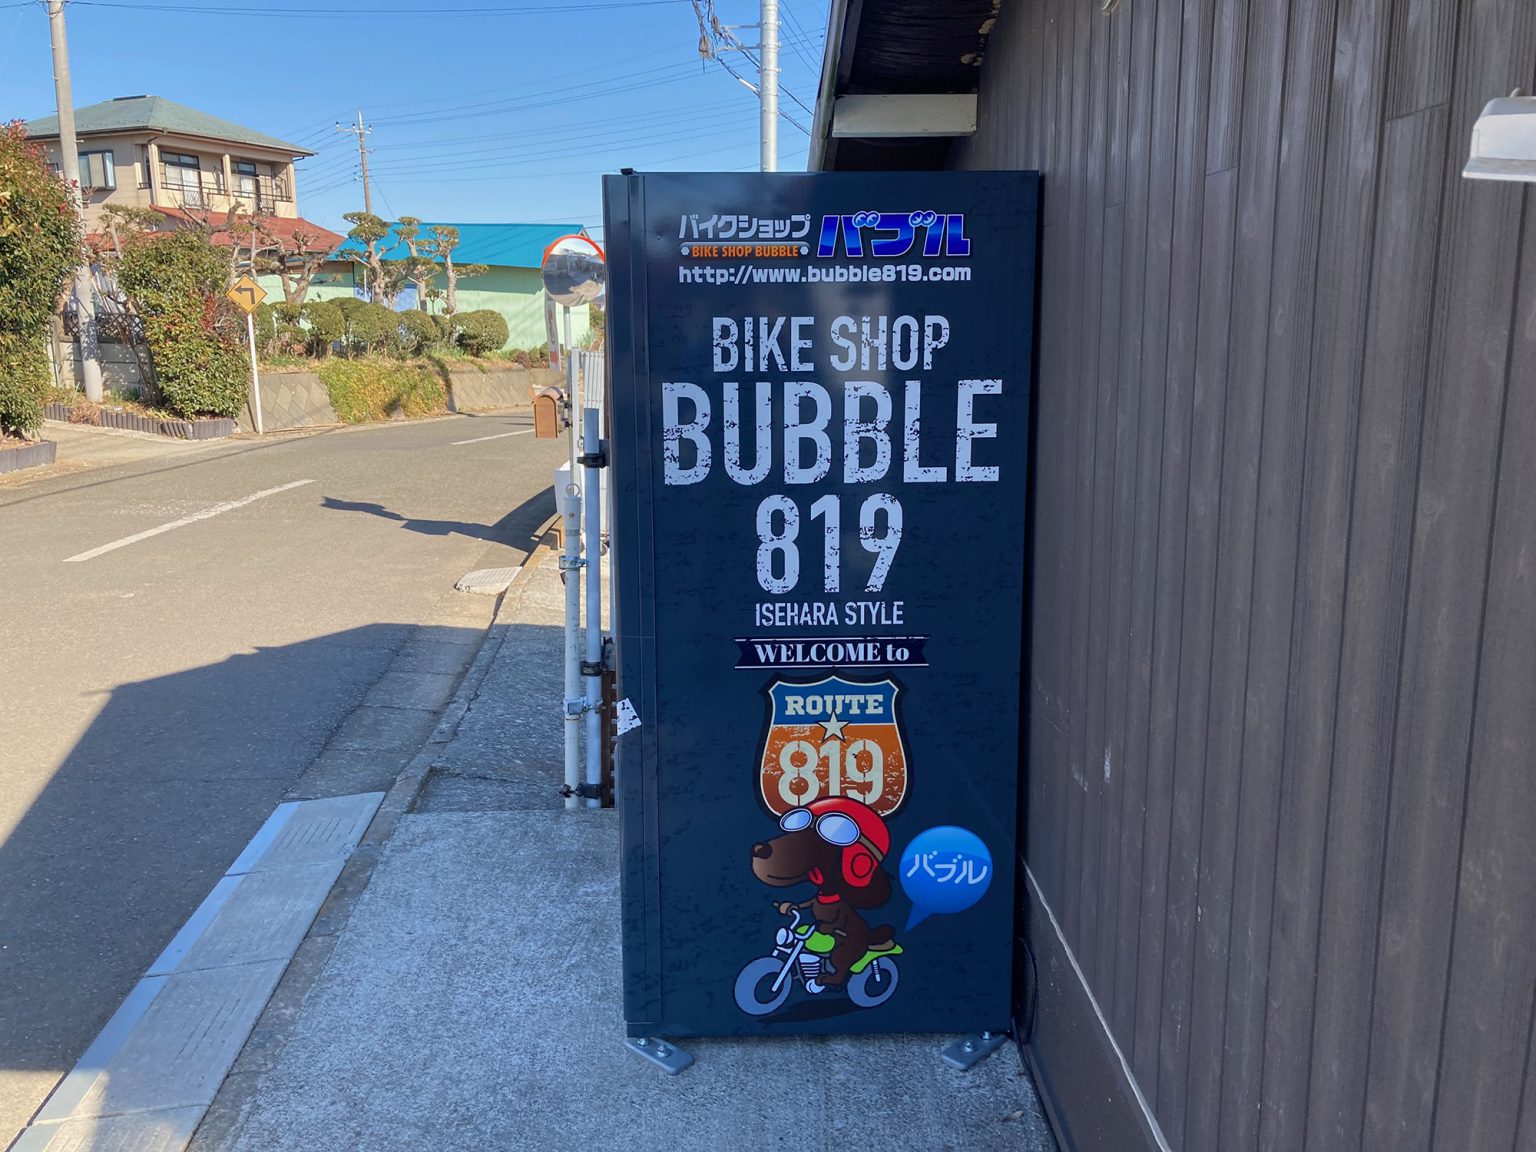 バイクショップ バブル
BIKE SHOP BUBBLE
http://www.bubble819.com
BIKE SHOP
BUBBLE
819
ISEHARA STYLE
WELCOME to
ROUTE
819
バブル